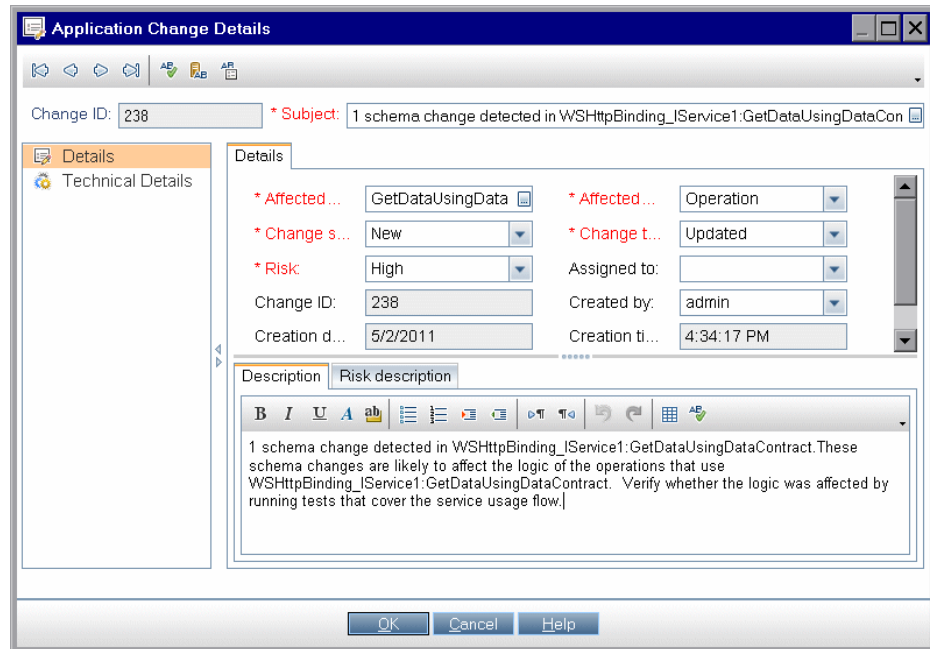 Application Change Details
Change ID: 238 * Subject: 1 schema change detected in WSHttpBinding_IService1:GetDataUsingDataCon
Details
Technical Details
Details
* Affected... GetDataUsingData * Affected... Operation
* Change s... New * Change t... Updated
* Risk: High Assigned to:
Change ID: 238 Created by: admin
Creation d... 5/2/2011 Creation ti... 4:34:17 PM
Description Risk description
B I U A ab
1 schema change detected in WSHttpBinding_IService1:GetDataUsingDataContract.These
schema changes are likely to affect the logic of the operations that use
WSHttpBinding_IService1:GetDataUsingDataContract. Verify whether the logic was affected by
running tests that cover the service usage flow.
OK Cancel Help